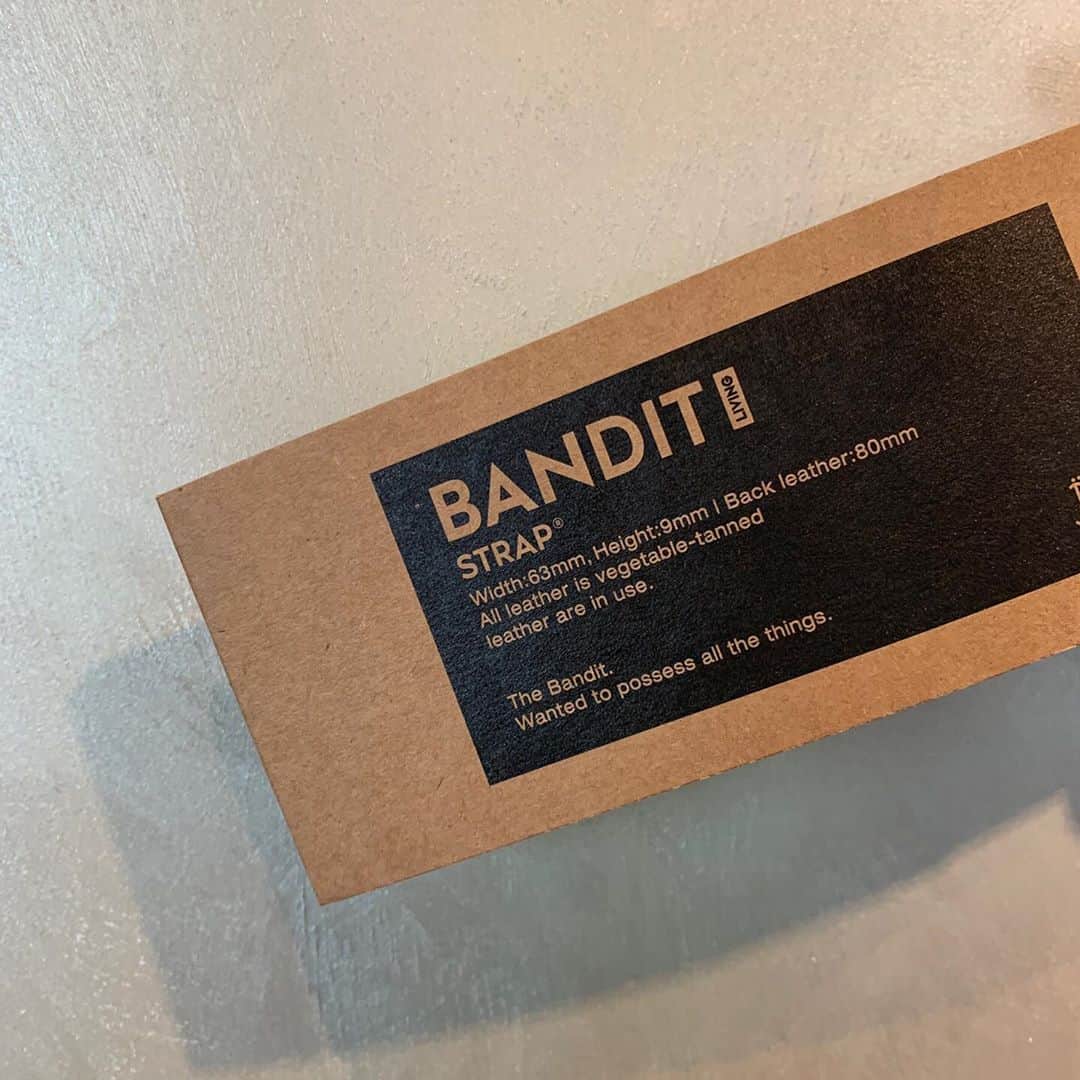 BANDIT LIVING
STRAP®
Width:63mm, Height:9mm | Back leather:80mm
All leather is vegetable-tanned
leather are in use.
The Bandit.
Wanted to possess all the things.